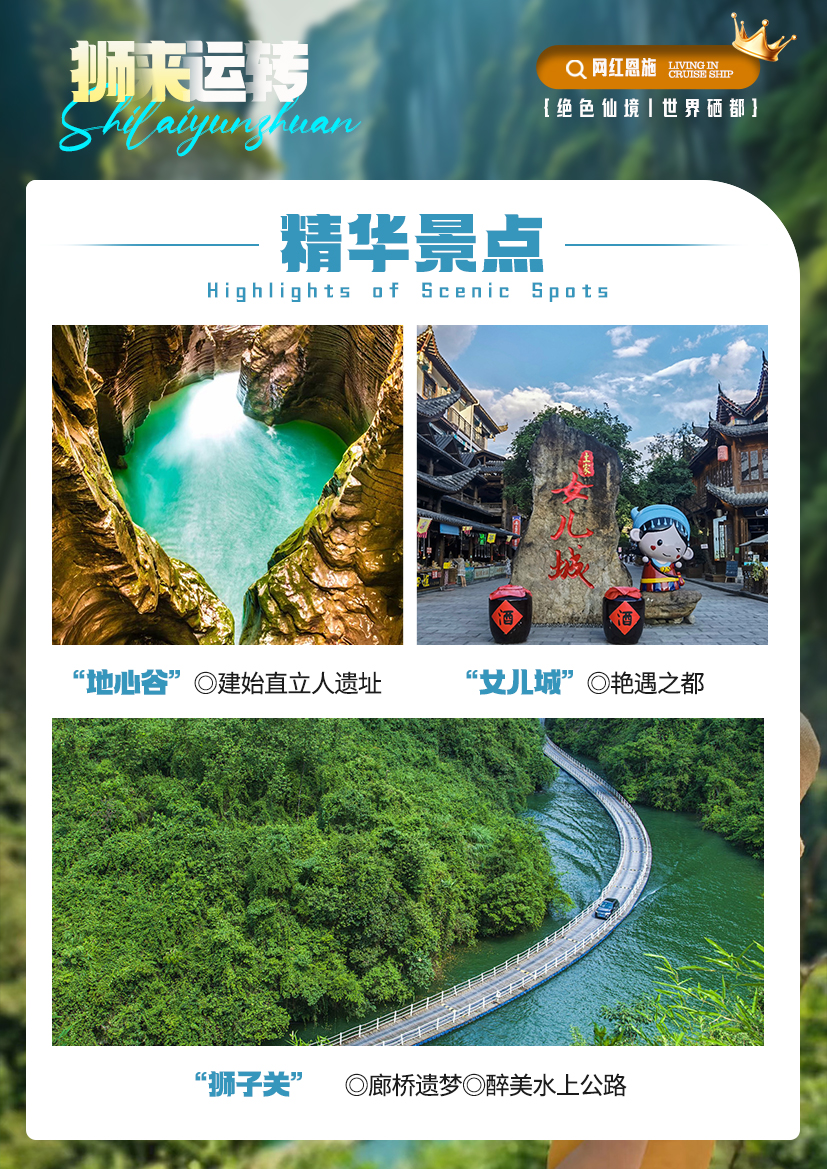 狮来运转
Shilaiyunzhuan
网红恩施
LIVING IN
CRUISE SHIP
【绝色仙境|世界硒都】
精华景点
Highlights of Scenic Spots
土家
女儿城
酒
酒
“地心谷” ◎建始直立人遗址
“女儿城” ◎艳遇之都
“狮子关” ◎廊桥遗梦◎醉美水上公路